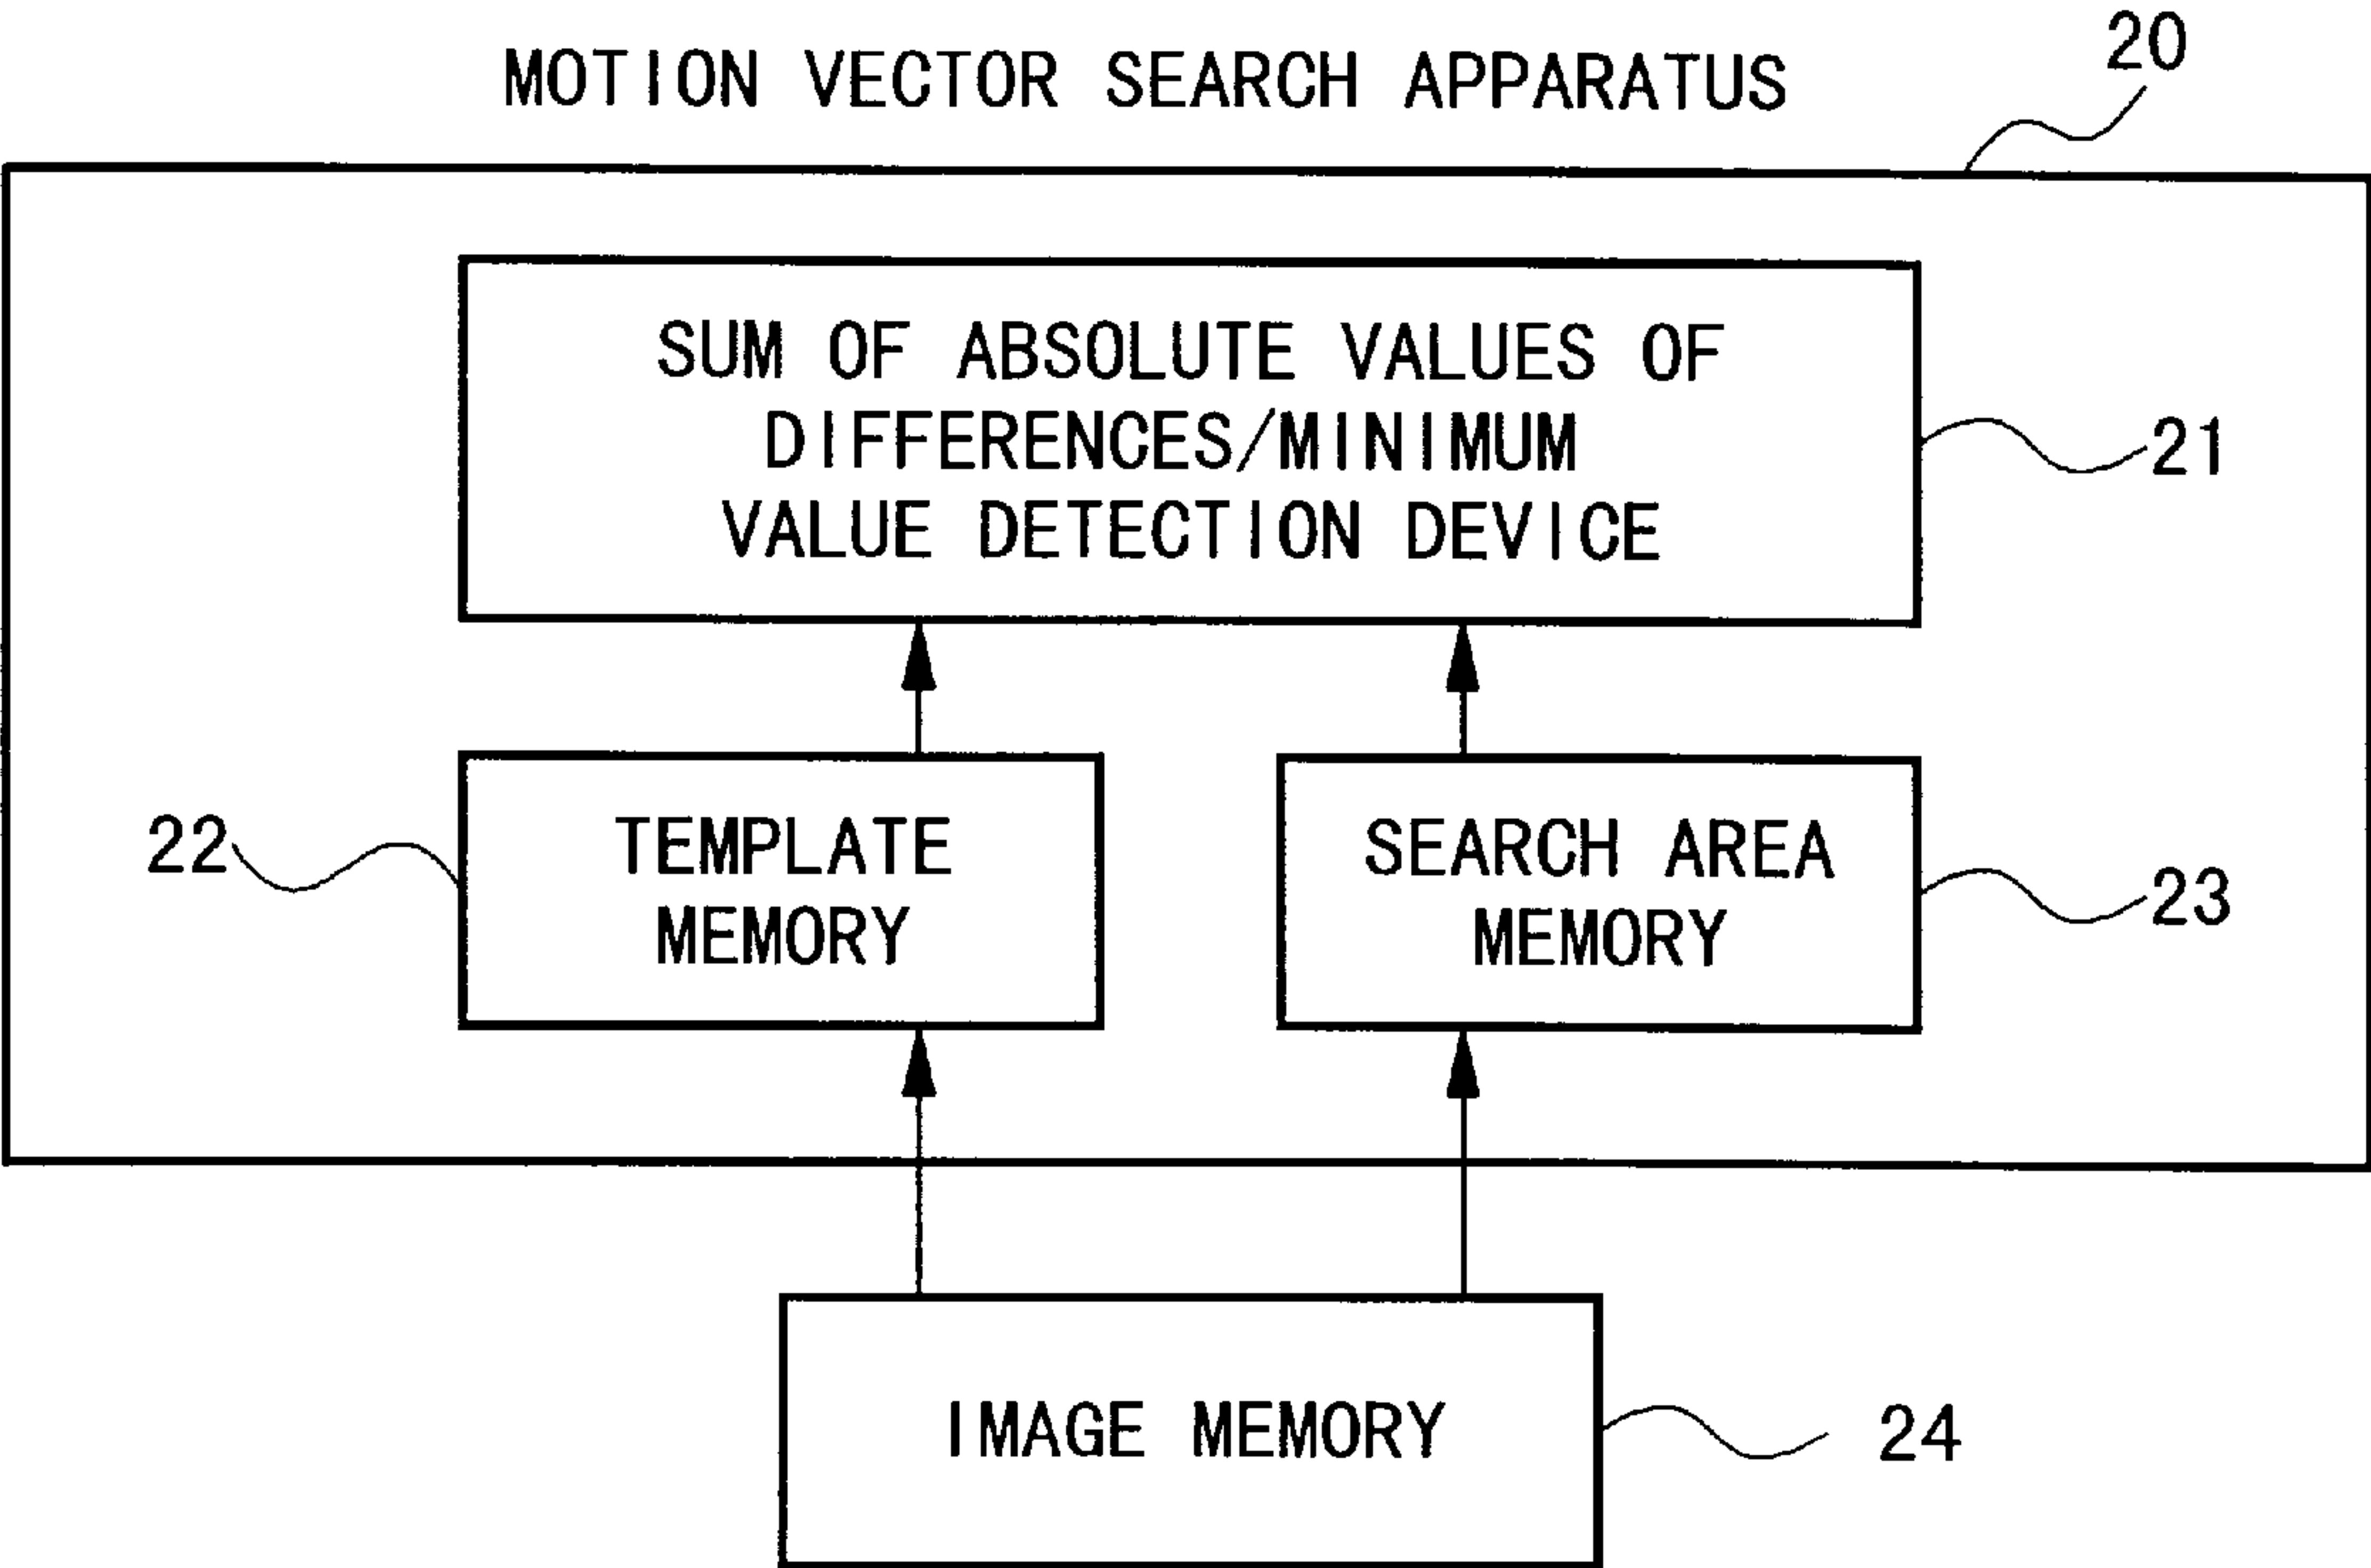 20
MOTION VECTOR SEARCH APPARATUS
SUM OF ABSOLUTE VALUES OF
DIFFERENCES/MINIMUM
VALUE DETECTION DEVICE
21
22
TEMPLATE
MEMORY
SEARCH AREA
MEMORY
23
IMAGE MEMORY
24